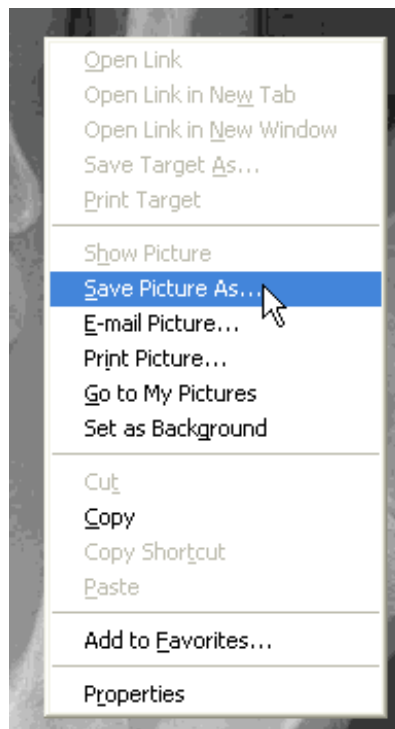 Open Link
Open Link in New Tab
Open Link in New Window
Save Target As...
Print Target
Show Picture
Save Picture As...
E-mail Picture...
Print Picture...
Go to My Pictures
Set as Background
Cut
Copy
Copy Shortcut
Paste
Add to Favorites...
Properties